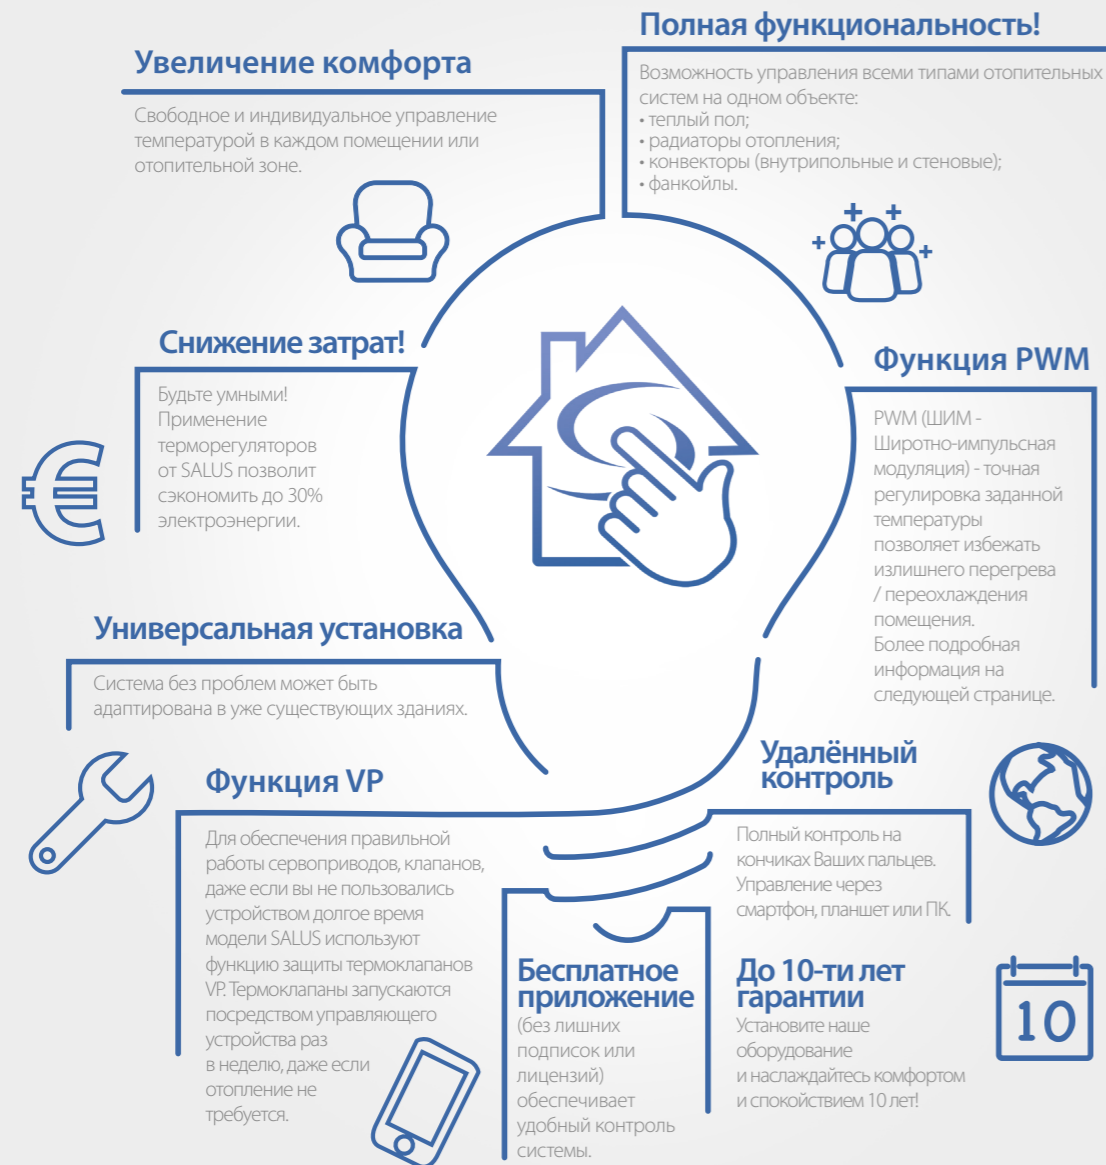 Увеличение комфорта
Свободное и индивидуальное управление
температурой в каждом помещении или
отопительной зоне.
Полная функциональность!
Возможность управления всеми типами отопительных
систем на одном объекте:
• теплый пол;
• радиаторы отопления;
• конвекторы (внутрипольные и стеновые);
• фанкойлы.
Снижение затрат!
Будьте умными!
Применение
терморегуляторов
от SALUS позволит
сэкономить до 30%
электроэнергии.
Функция PWM
PWM (ШИМ -
Широтно-импульсная
модуляция) - точная
регулировка заданной
температуры
позволяет избежать
излишнего перегрева
/ переохлаждения
помещения.
Более подробная
информация на
следующей странице.
Универсальная установка
Система без проблем может быть
адаптирована в уже существующих зданиях.
Функция VP
Для обеспечения правильной
работы сервоприводов, клапанов,
даже если вы не пользовались
устройством долгое время
модели SALUS используют
функцию защиты термоклапанов
VP. Термоклапаны запускаются
посредством управляющего
устройства раз
в неделю, даже если
отопление не
требуется.
Удалённый
контроль
Полный контроль на
кончиках Ваших пальцев.
Управление через
смартфон, планшет или ПК.
Бесплатное
приложение
(без лишних
подписок или
лицензий)
обеспечивает
удобный контроль
системы.
До 10-ти лет
гарантии
Установите наше
оборудование
и наслаждайтесь комфортом
и спокойствием 10 лет!
10